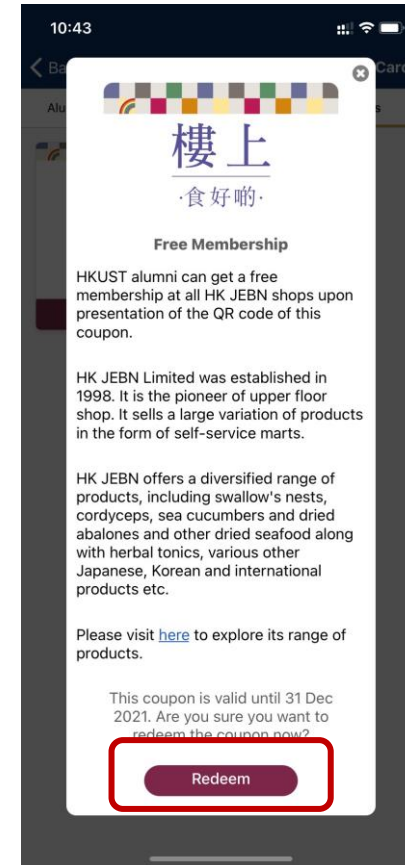 10:43
Ba
Card
Alu
s
樓上
·食好啲·
Free Membership
HKUST alumni can get a free
membership at all HK JEBN shops upon
presentation of the QR code of this
coupon.
HK JEBN Limited was established in
1998. It is the pioneer of upper floor
shop. It sells a large variation of products
in the form of self-service marts.
HK JEBN offers a diversified range of
products, including swallow's nests,
cordyceps, sea cucumbers and dried
abalones and other dried seafood along
with herbal tonics, various other
Japanese, Korean and international
products etc.
Please visit here to explore its range of
products.
This coupon is valid until 31 Dec
2021. Are you sure you want to
redeem the coupon now?
Redeem